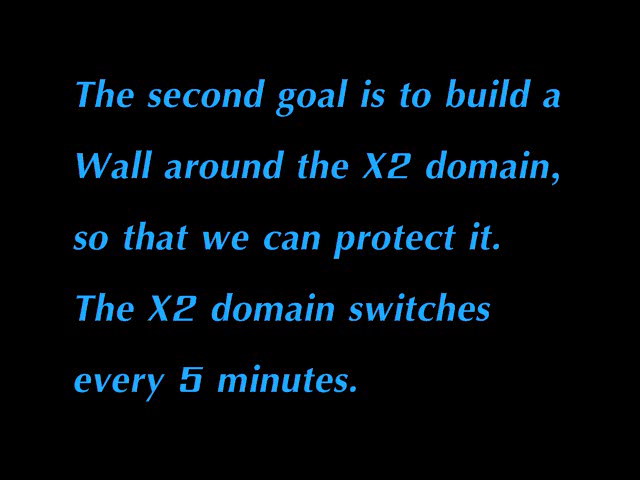 The second goal is to build a
Wall around the X2 domain,
so that we can protect it.
The X2 domain switches
every 5 minutes.